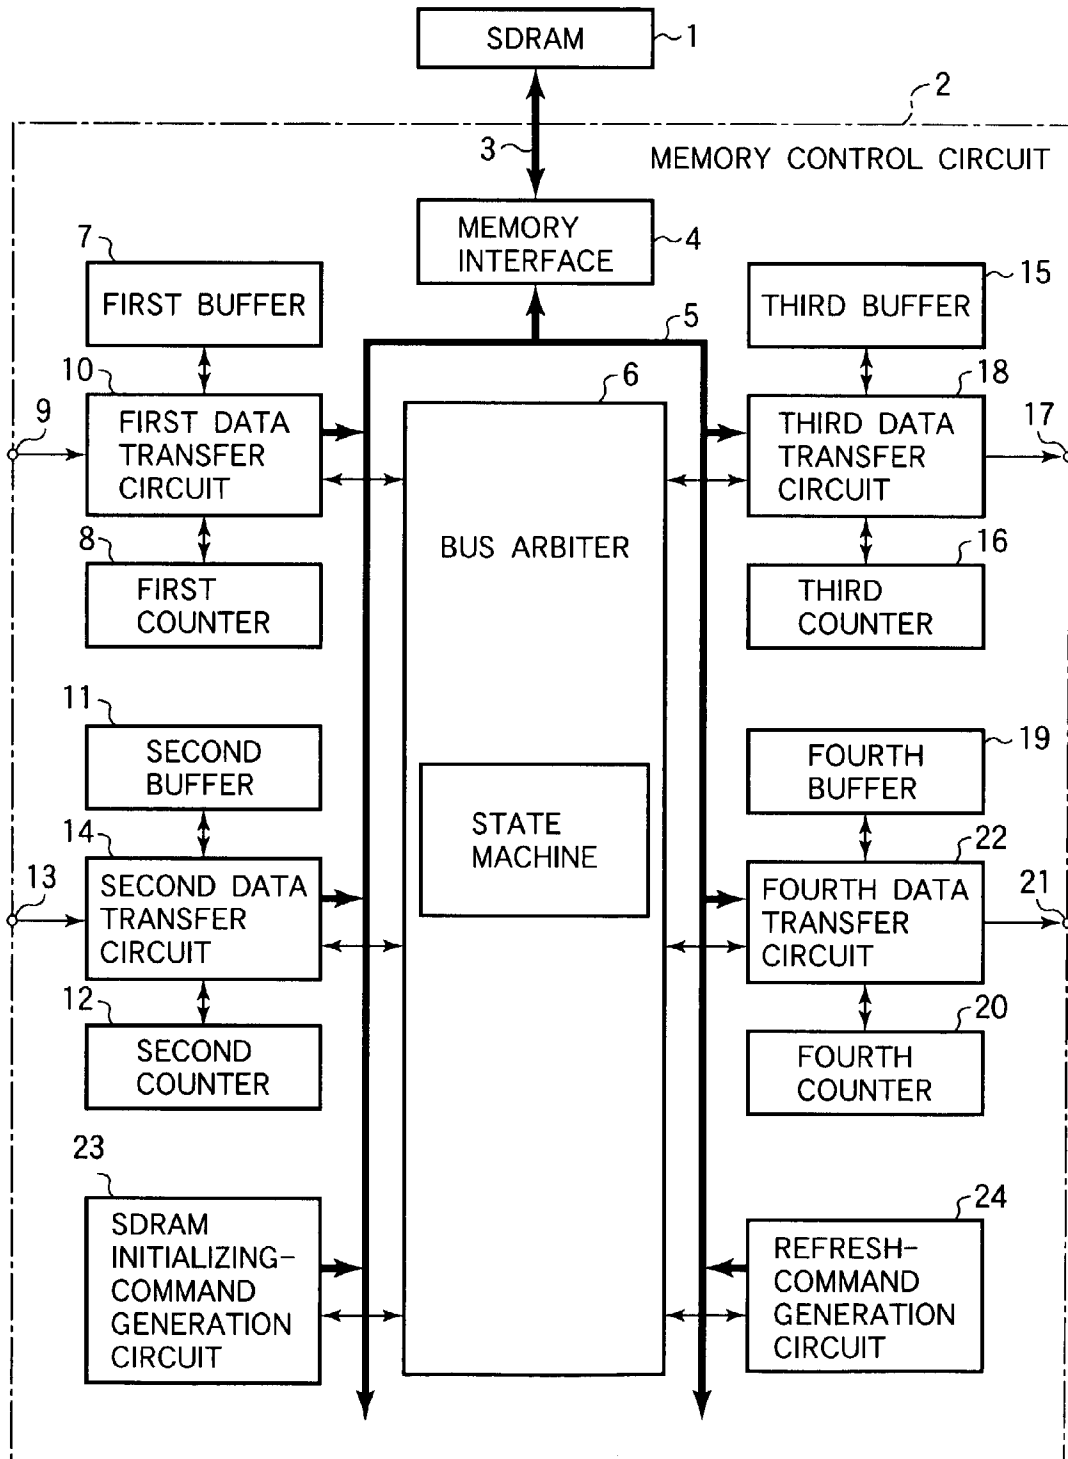 SDRAM
1
2
3
MEMORY CONTROL CIRCUIT
MEMORY
INTERFACE
4
7
FIRST BUFFER
5
15
THIRD BUFFER
10
6
18
9
FIRST DATA
TRANSFER
CIRCUIT
THIRD DATA
TRANSFER
CIRCUIT
17
8
FIRST
COUNTER
BUS ARBITER
16
THIRD
COUNTER
11
SECOND
BUFFER
19
FOURTH
BUFFER
14
STATE
MACHINE
22
13
SECOND DATA
TRANSFER
CIRCUIT
FOURTH DATA
TRANSFER
CIRCUIT
21
12
SECOND
COUNTER
20
FOURTH
COUNTER
23
SDRAM
INITIALIZING-
COMMAND
GENERATION
CIRCUIT
24
REFRESH-
COMMAND
GENERATION
CIRCUIT